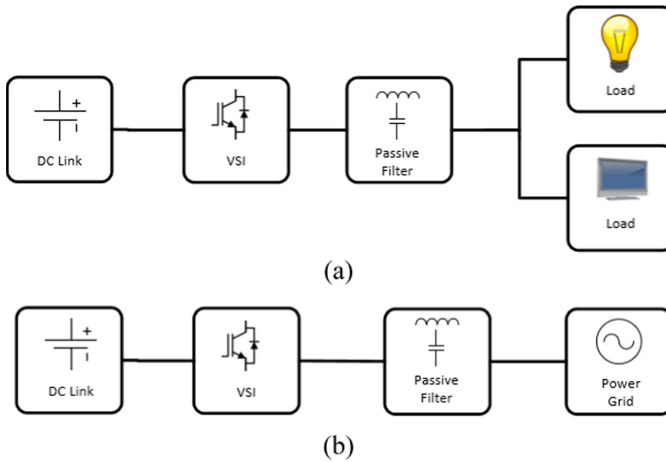 Load
+
-
DC Link
VSI
Passive
Filter
Load
(a)
+
-
DC Link
VSI
Passive
Filter
Power
Grid
(b)